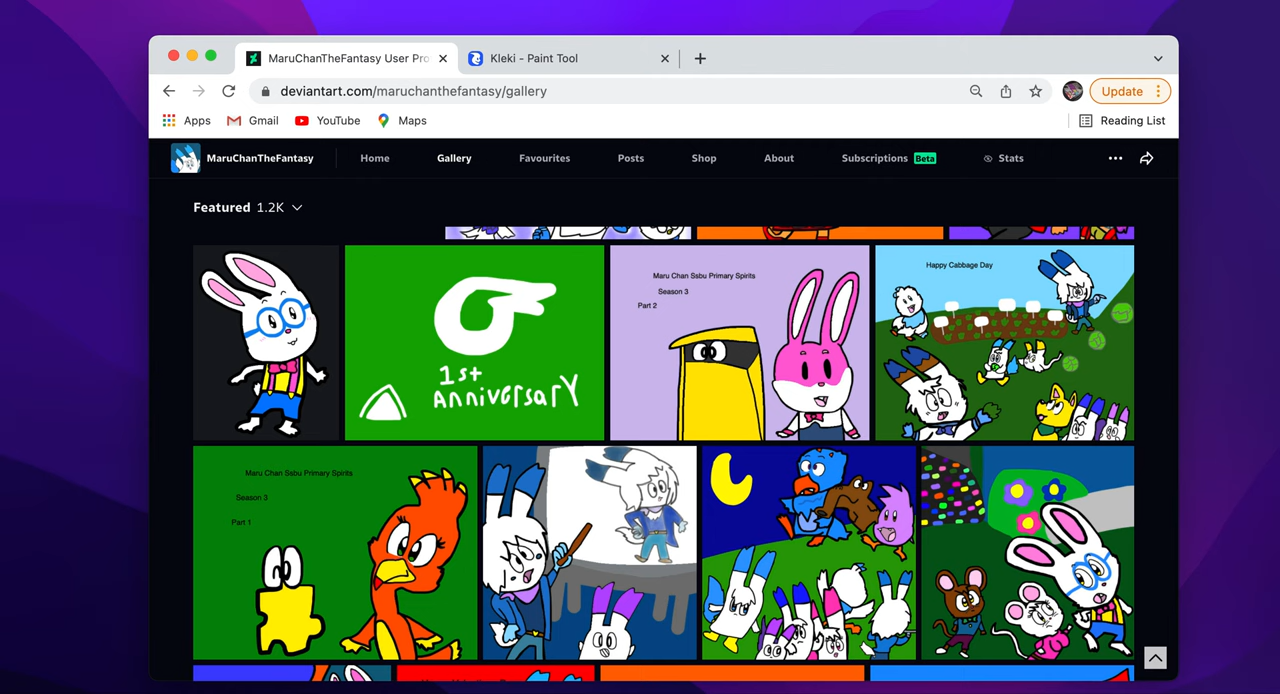 MaruChanTheFantasy User Pro
Kleki - Paint Tool
deviantart.com/maruchanthefantasy/gallery
Update
Apps
Gmail
YouTube
Maps
Reading List
MaruChanTheFantasy
Home
Gallery
Favourites
Posts
Shop
About
Subscriptions Beta
Stats
Featured 1.2K
1st
Anniversary
Maru Chan Ssbu Primary Spirits
Season 3
Part 2
Happy Cabbage Day
Maru Chan Ssbu Primary Spirits
Season 3
Part 1